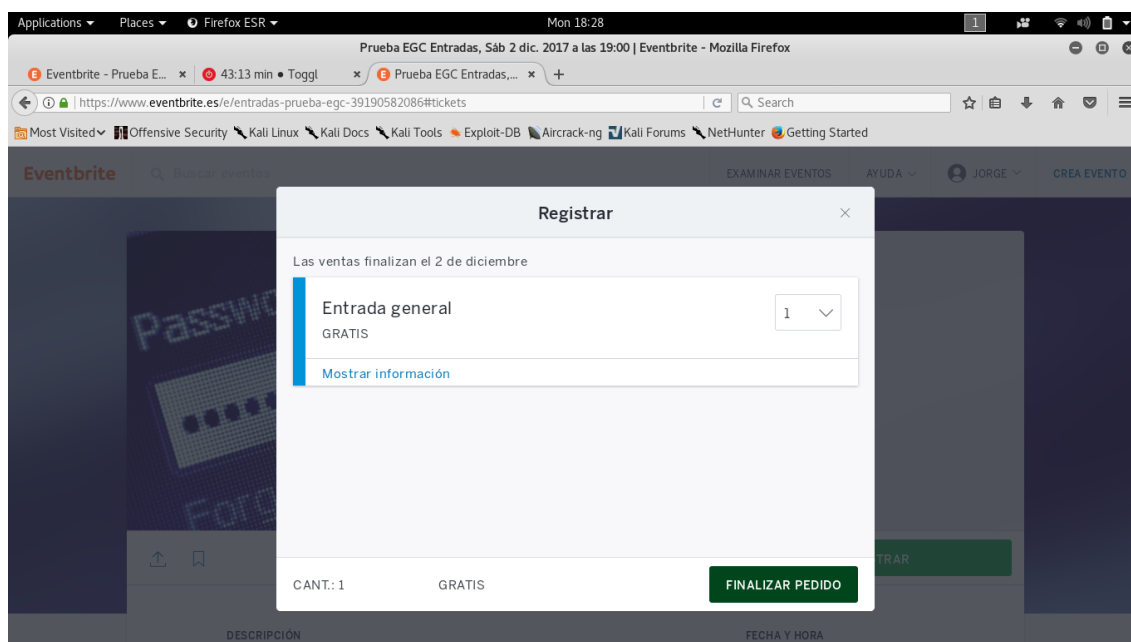 Applications Places Firefox ESR Mon 18:28 1
Prueba EGC Entradas, Sáb 2 dic. 2017 a las 19:00 | Eventbrite - Mozilla Firefox
Eventbrite - Prueba E... 43:13 min • Toggl Prueba EGC Entradas,...
https://www.eventbrite.es/e/entradas-prueba-egc-39190582086#tickets Search
Most Visited Offensive Security Kali Linux Kali Docs Kali Tools Exploit-DB Aircrack-ng Kali Forums NetHunter Getting Started
Eventbrite Buscar eventos EXAMINAR EVENTOS AYUDA JORGE CREA EVENTO
Registrar
Las ventas finalizan el 2 de diciembre
Entrada general 1
GRATIS
Mostrar información
Passwo
Forg
TRAR
CANT.: 1 GRATIS FINALIZAR PEDIDO
DESCRIPCIÓN FECHA Y HORA